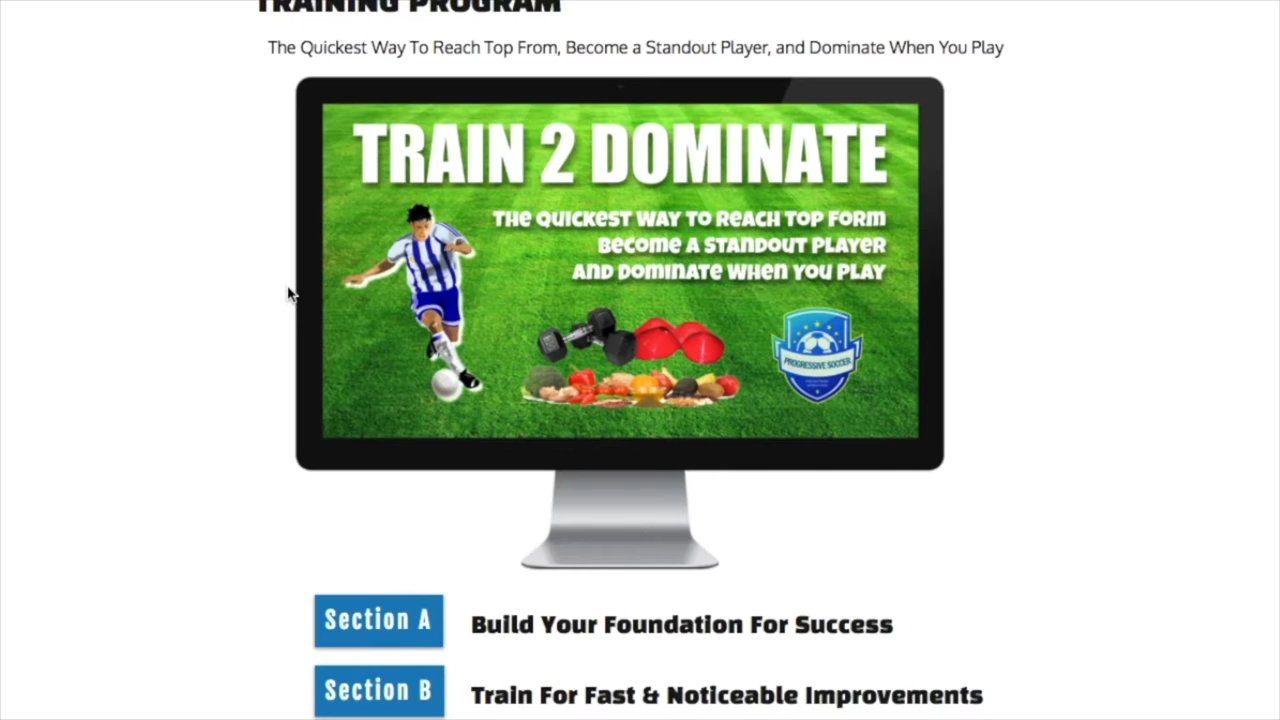 TRAINING PROGRAM
The Quickest Way To Reach Top From, Become a Standout Player, and Dominate When You Play
TRAIN 2 DOMINATE
THE QUICKEST WAY TO REACH TOP FORM
BECOME A STANDOUT PLAYER
AND DOMINATE WHEN YOU PLAY
PROGRESSIVE SOCCER
Section A
Build Your Foundation For Success
Section B
Train For Fast & Noticeable Improvements